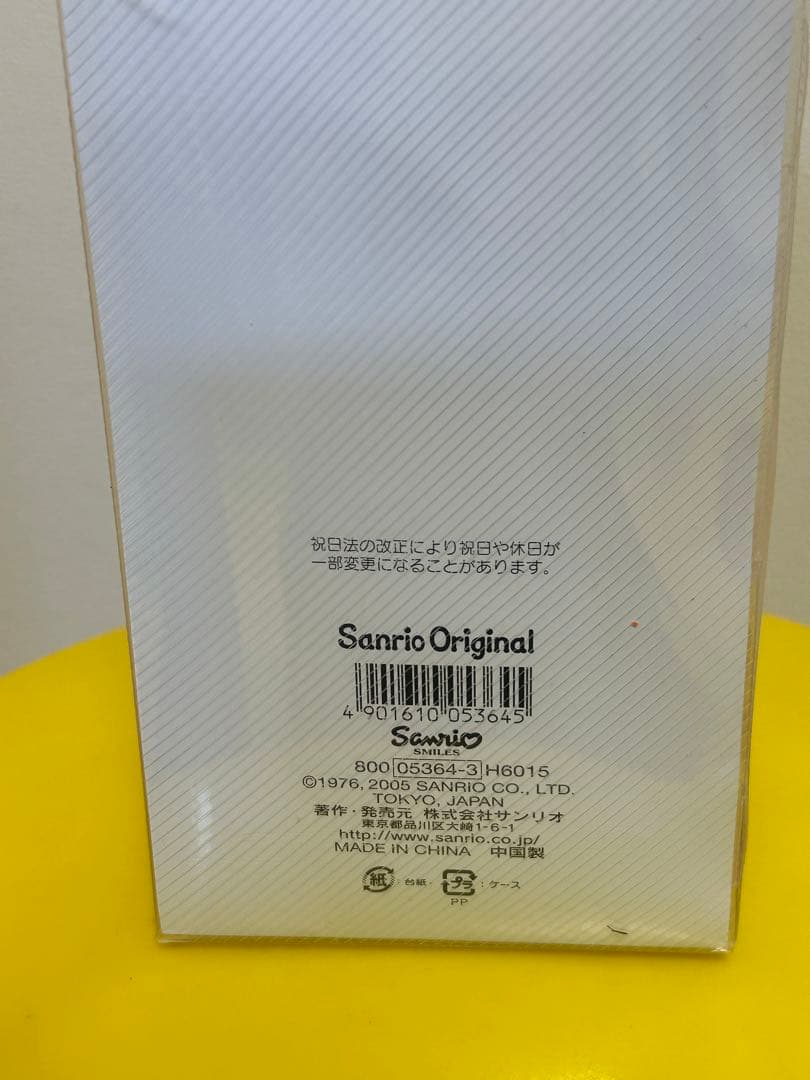 祝日法の改正により祝日や休日が
一部変更になることがあります。
Sanrio Original
4 901610 053645
Sanrio
SMILES
800 05364-3 H6015
©1976, 2005 SANRIO CO., LTD.
TOKYO, JAPAN
著作・発売元 株式会社サンリオ
東京都品川区大崎1-6-1
http://www.sanrio.co.jp/
MADE IN CHINA 中国製
紙 : 台紙・ プラ : ケース
PP